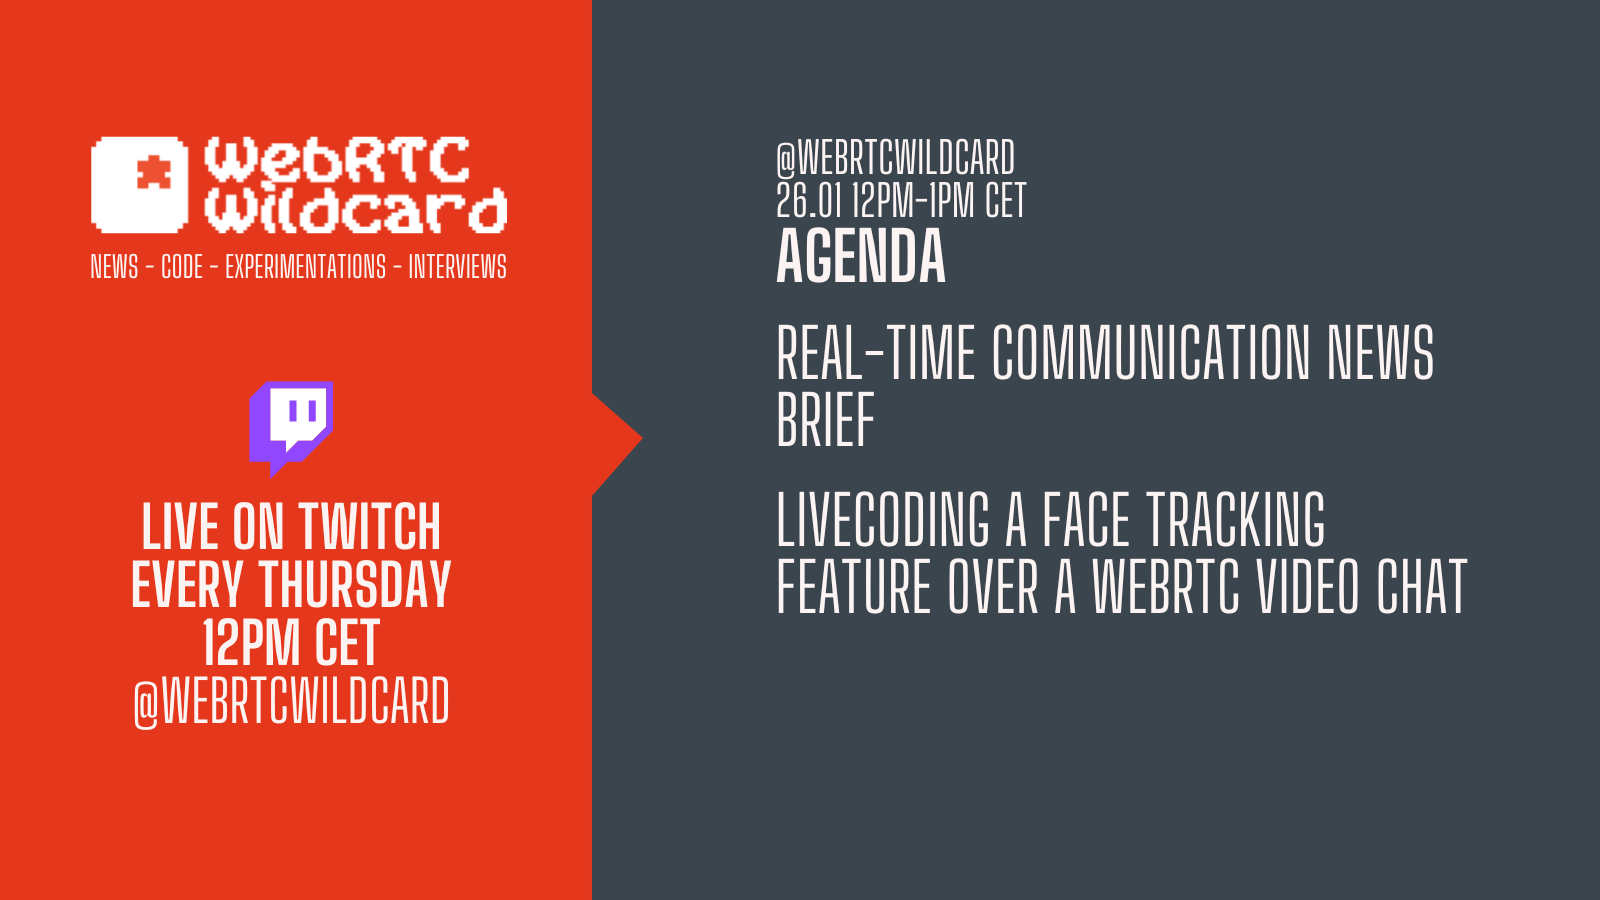 WebRTC
Wildcard
NEWS - CODE - EXPERIMENTATIONS - INTERVIEWS
LIVE ON TWITCH
EVERY THURSDAY
12PM CET
@WEBRTCWILDCARD
@WEBRTCWILDCARD
26.01 12PM-1PM CET
AGENDA
REAL-TIME COMMUNICATION NEWS
BRIEF
LIVECODING A FACE TRACKING
FEATURE OVER A WEBRTC VIDEO CHAT